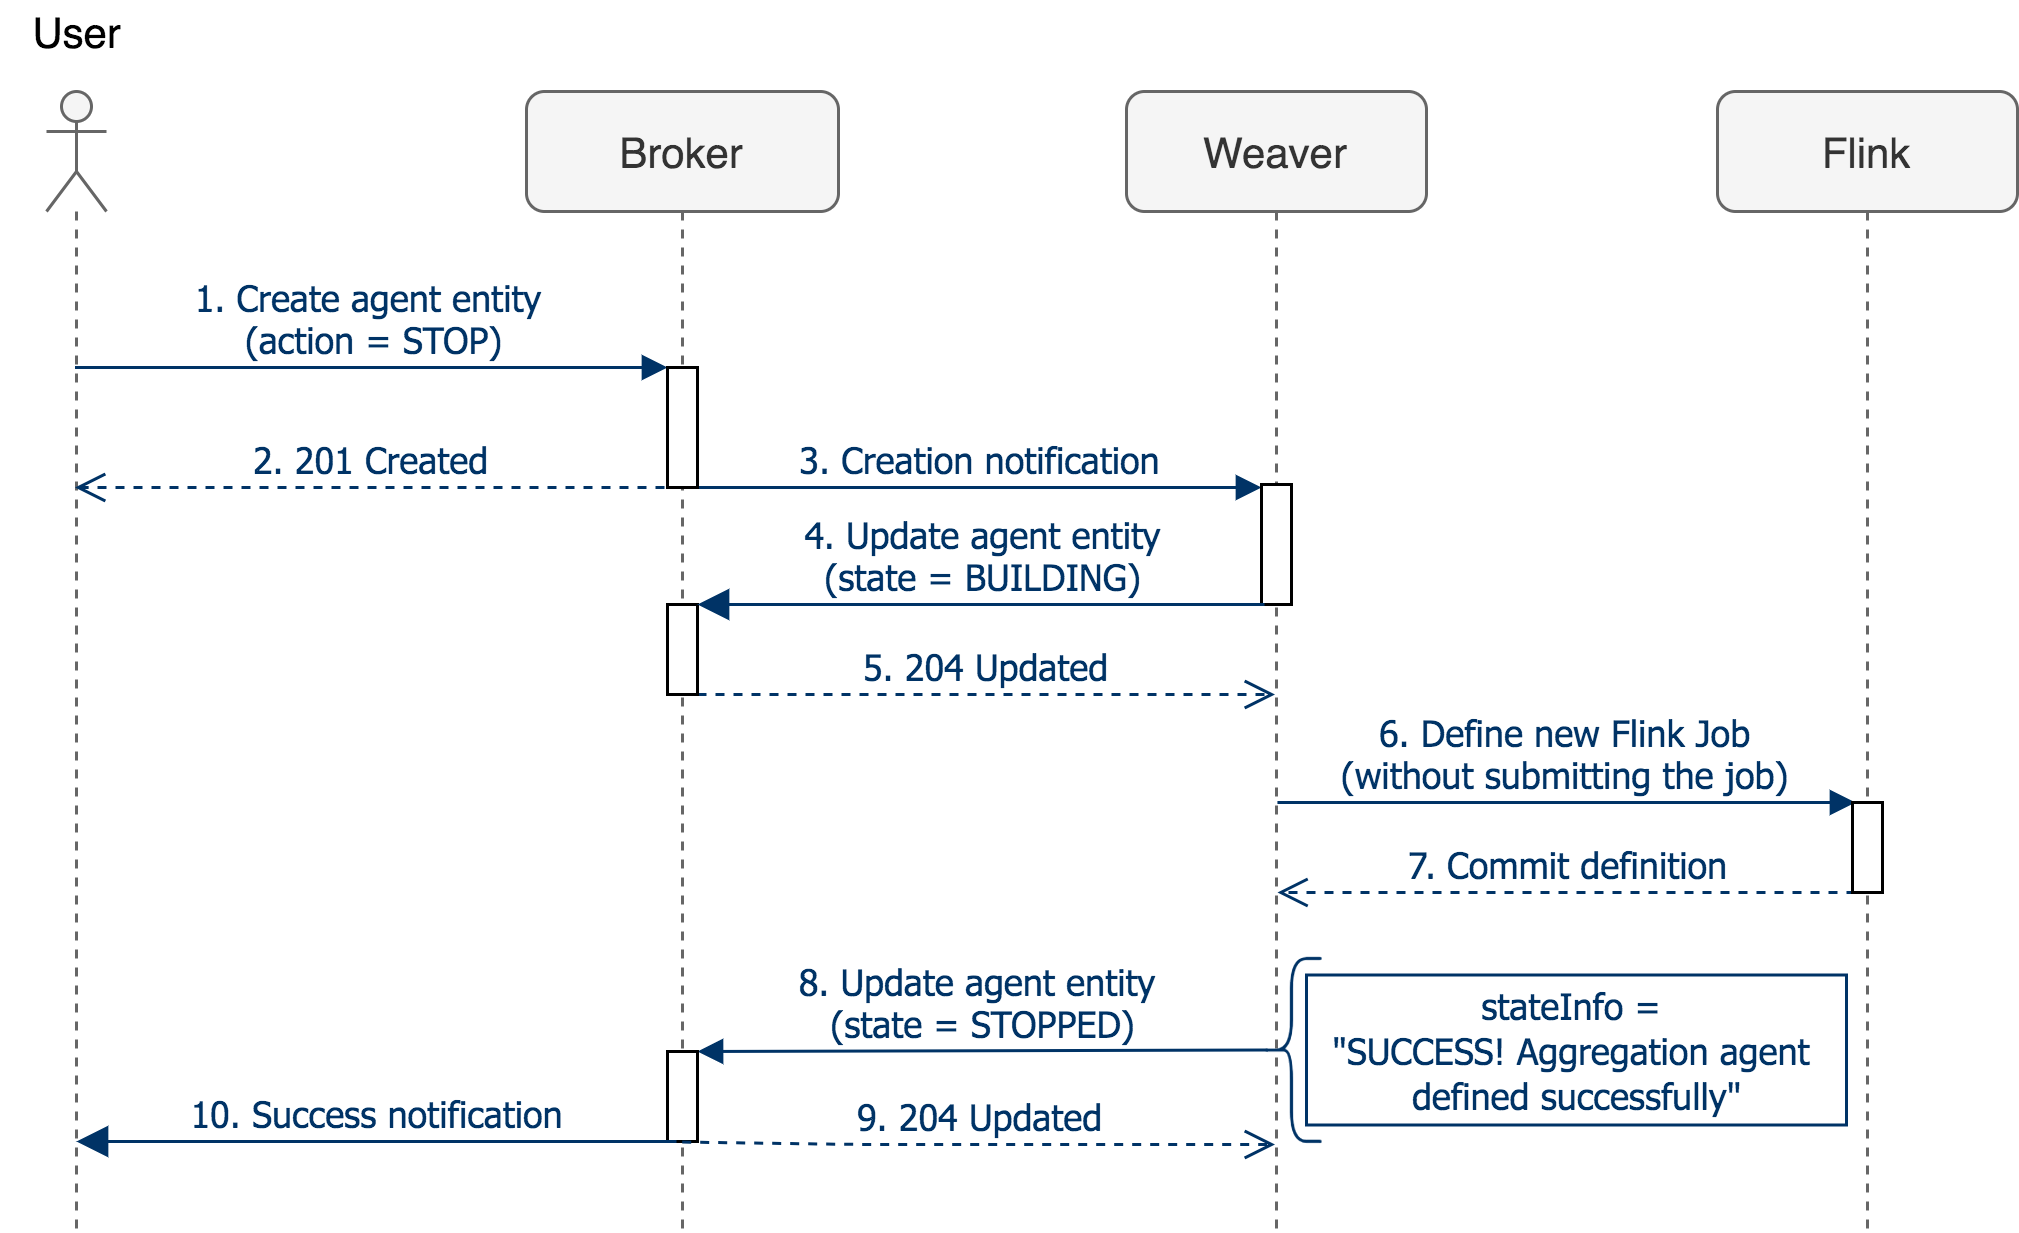 User
Broker
Weaver
Flink
1. Create agent entity
(action = STOP)
2. 201 Created
3. Creation notification
4. Update agent entity
(state = BUILDING)
5. 204 Updated
6. Define new Flink Job
(without submitting the job)
7. Commit definition
8. Update agent entity
(state = STOPPED)
stateInfo =
"SUCCESS! Aggregation agent
defined successfully"
9. 204 Updated
10. Success notification